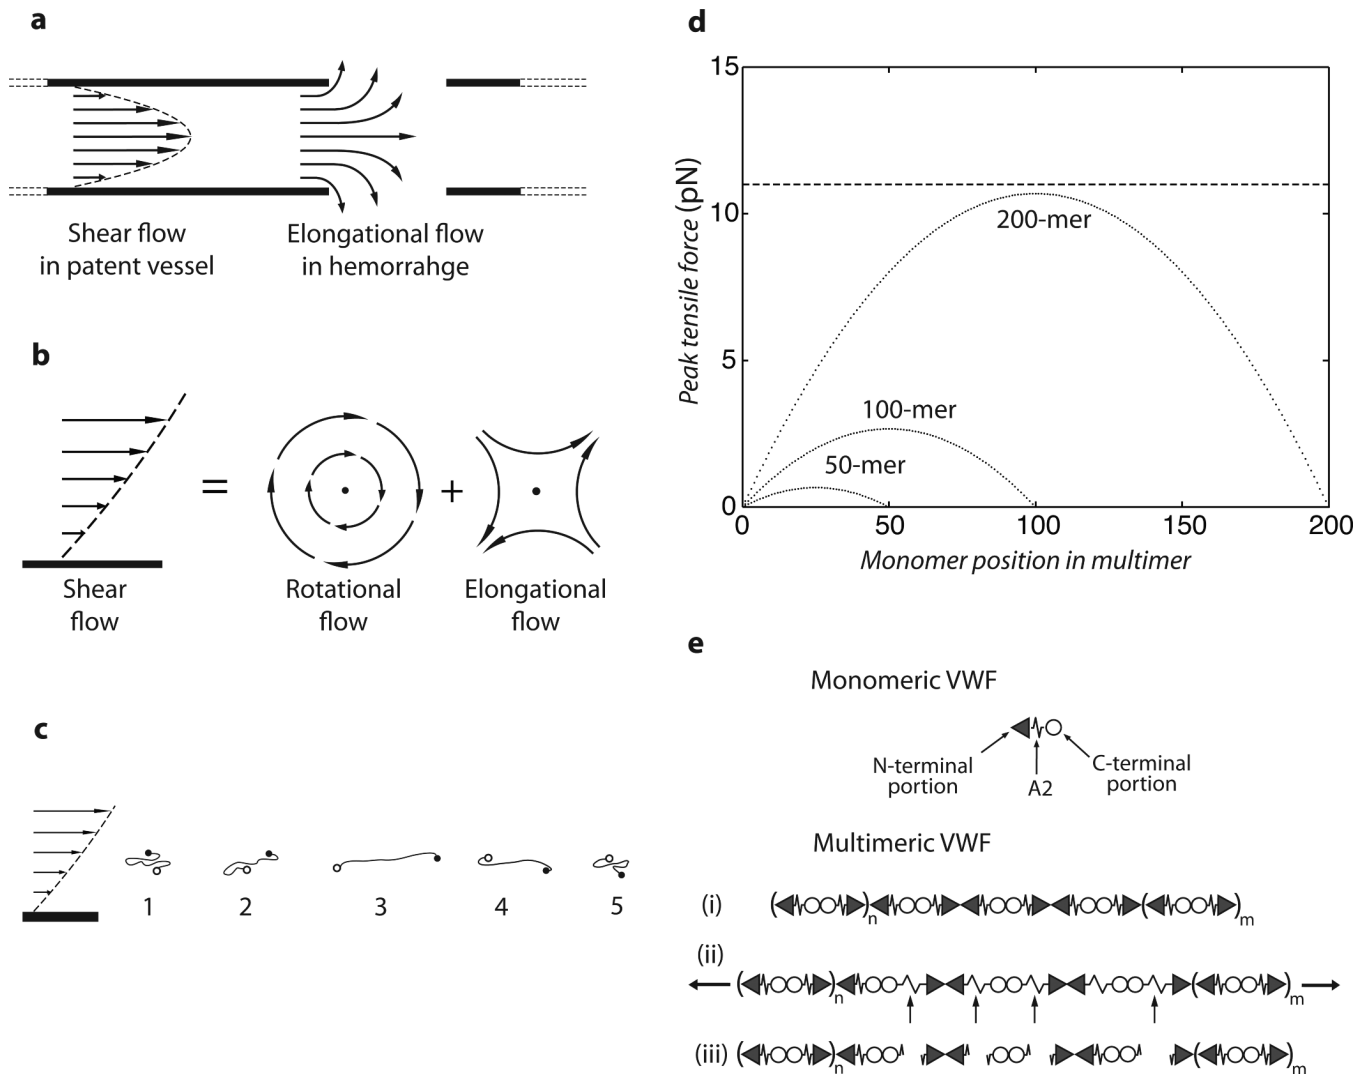 a
Shear flow
in patent vessel
Elongational flow
in hemorrahge
b
=
+
Shear
flow
Rotational
flow
Elongational
flow
c
1
2
3
4
5
d
15
10
5
0
Peak tensile force (pN)
200-mer
100-mer
50-mer
0
50
100
150
200
Monomer position in multimer
e
Monomeric VWF
N-terminal
portion
A2
C-terminal
portion
Multimeric VWF
(i)
( )n ( )m
(ii)
( )n ( )m
(iii)
( )n ( )m